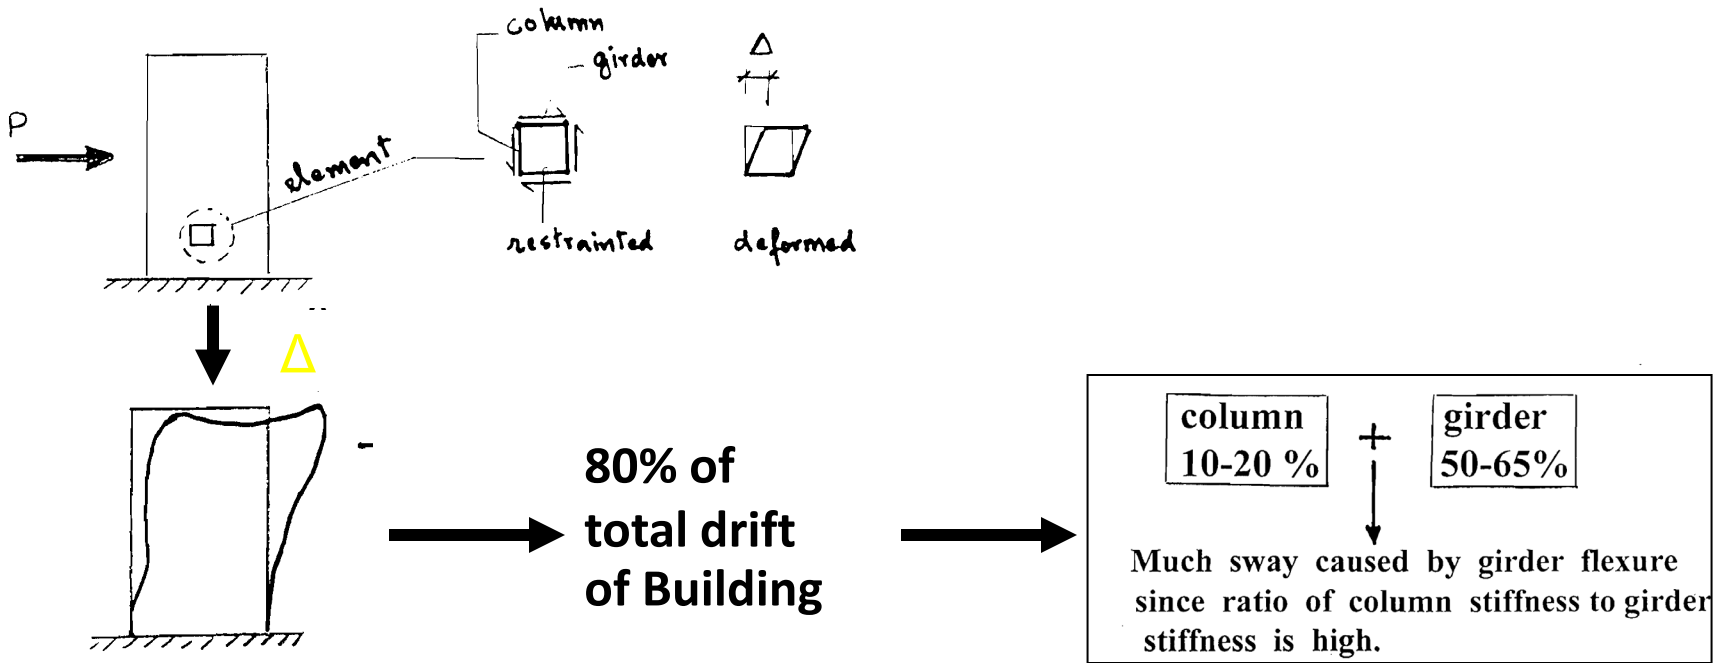 column
girder
Δ
P
element
restrainted
deformed
Δ
80% of
total drift
of Building
column
10-20 %
+
girder
50-65%
Much sway caused by girder flexure
since ratio of column stiffness to girder
stiffness is high.